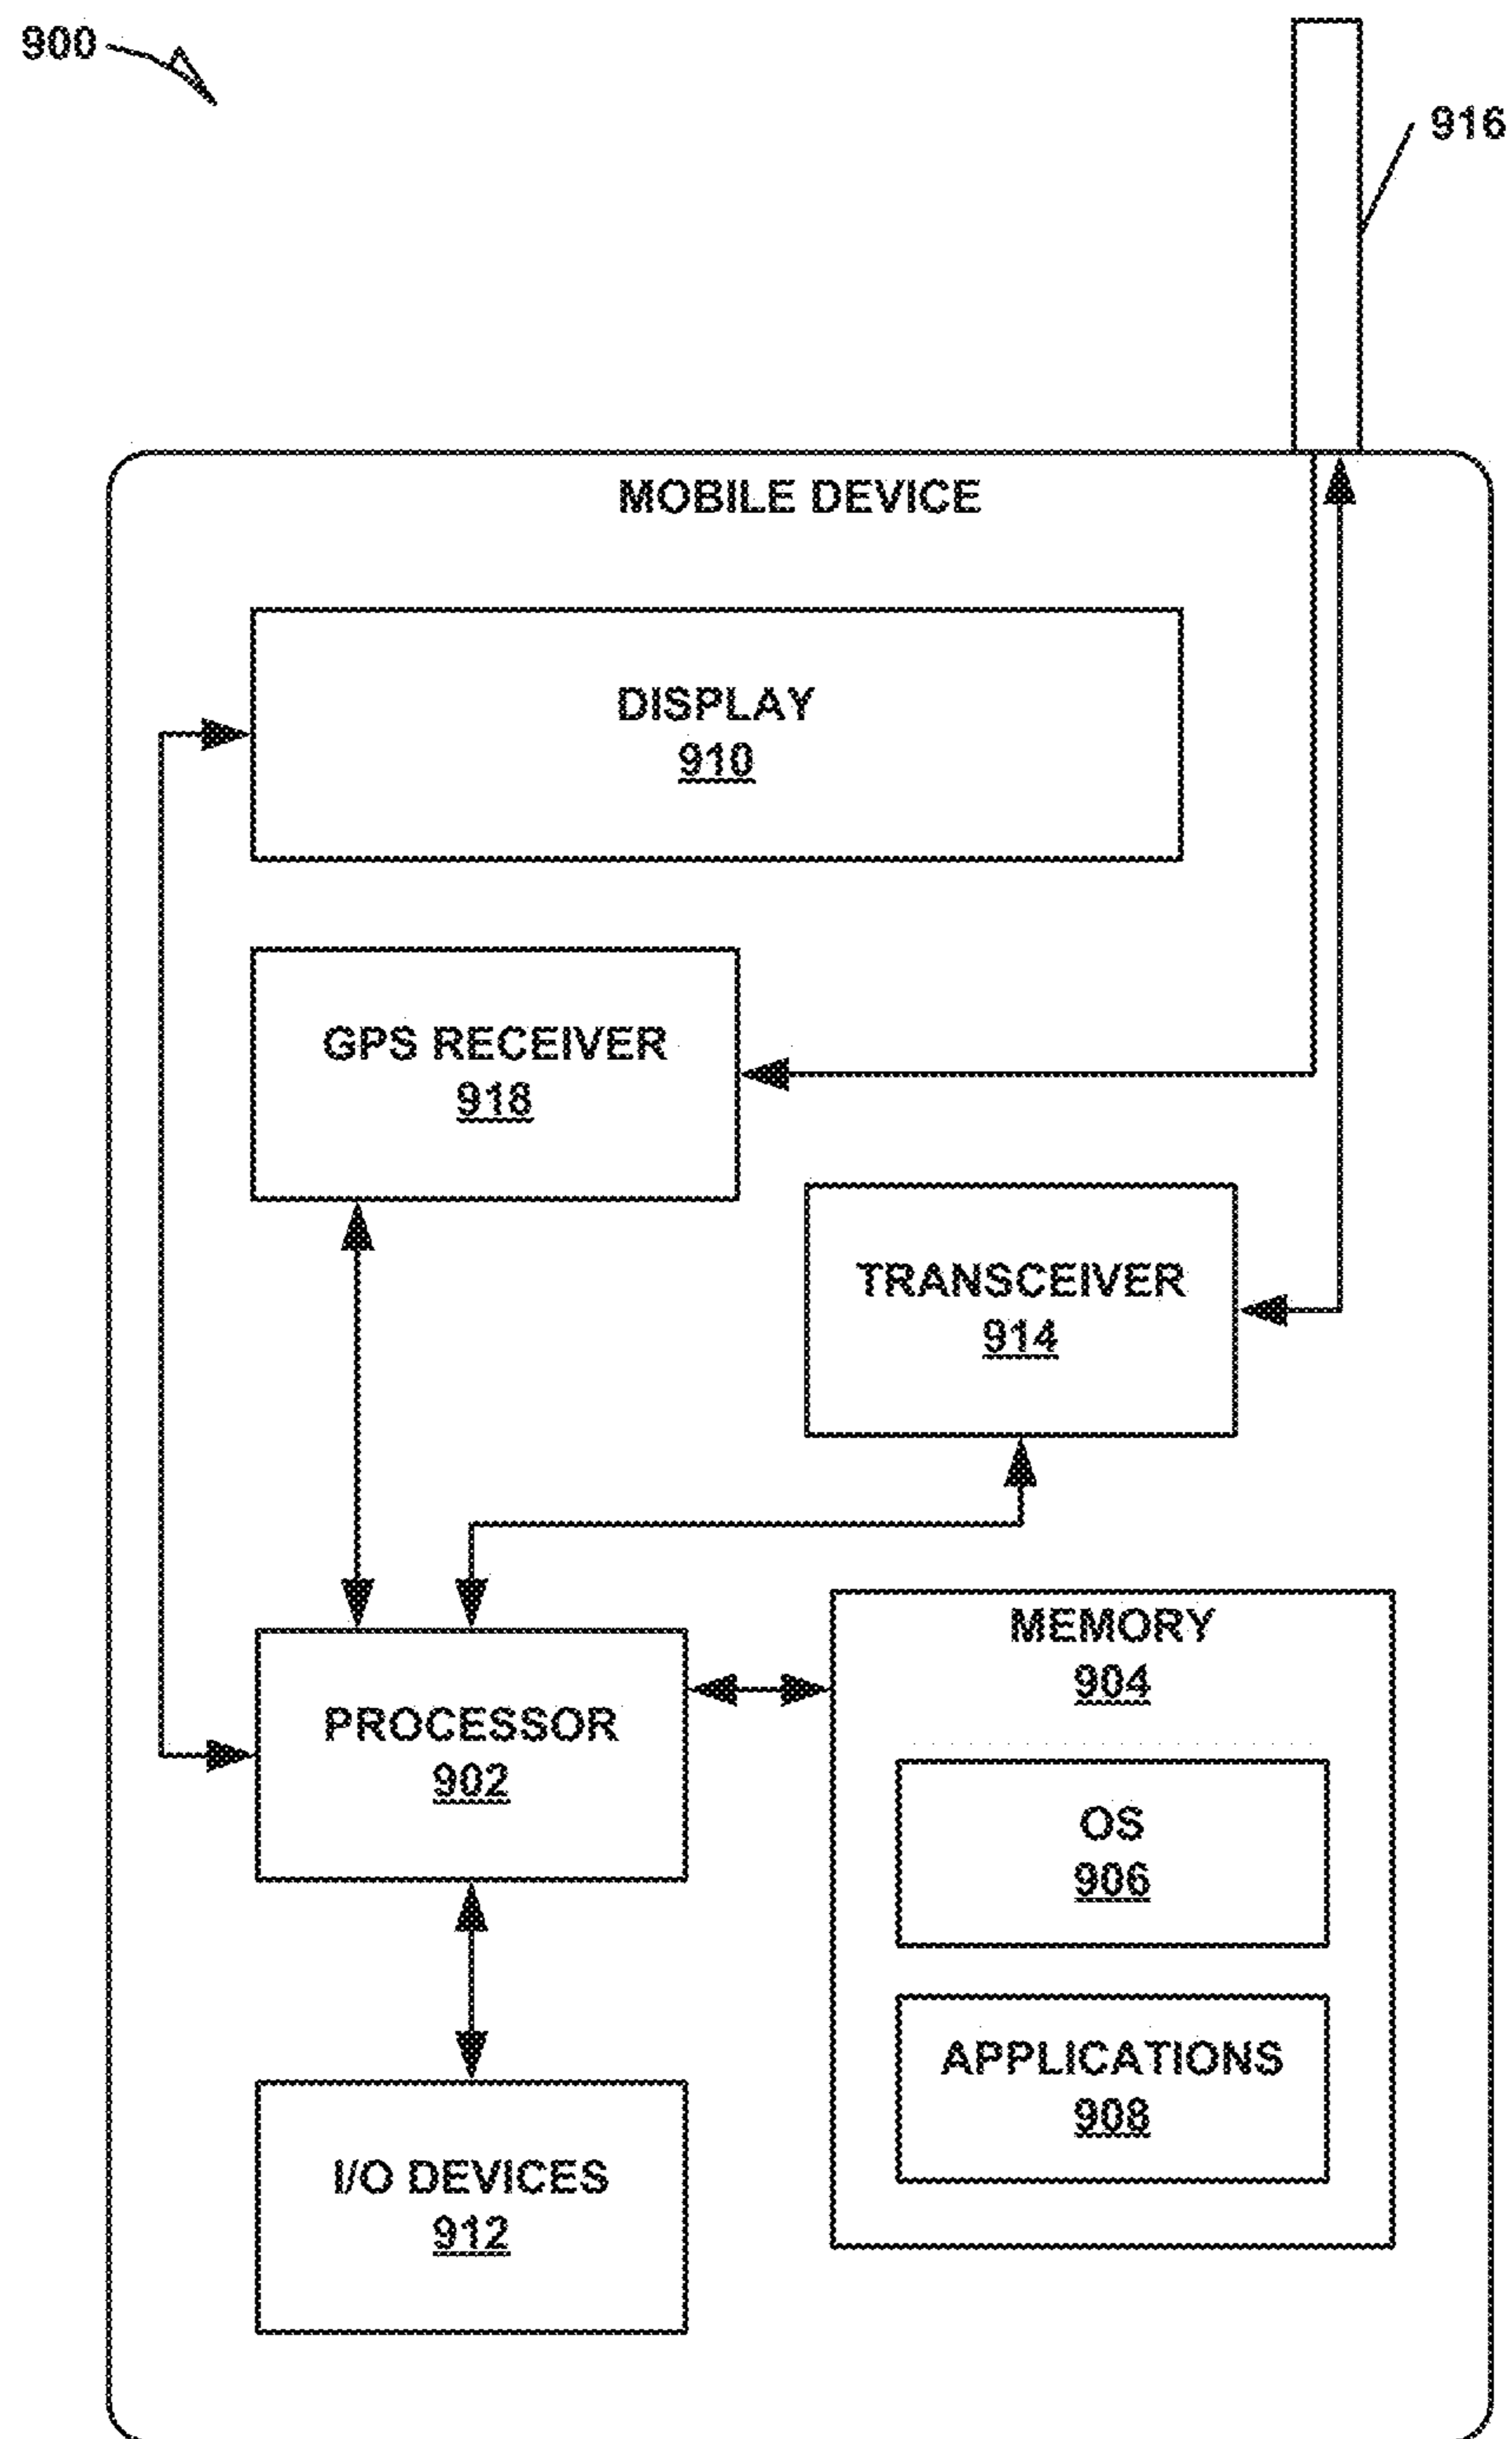 900
916
MOBILE DEVICE
DISPLAY
910
GPS RECEIVER
918
TRANSCEIVER
914
PROCESSOR
902
MEMORY
904
OS
906
APPLICATIONS
908
I/O DEVICES
912